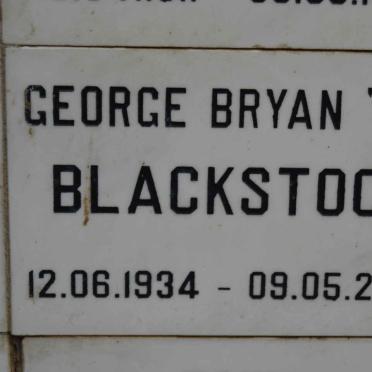 GEORGE BRYAN
BLACKSTOC
12.06.1934 - 09.05.2